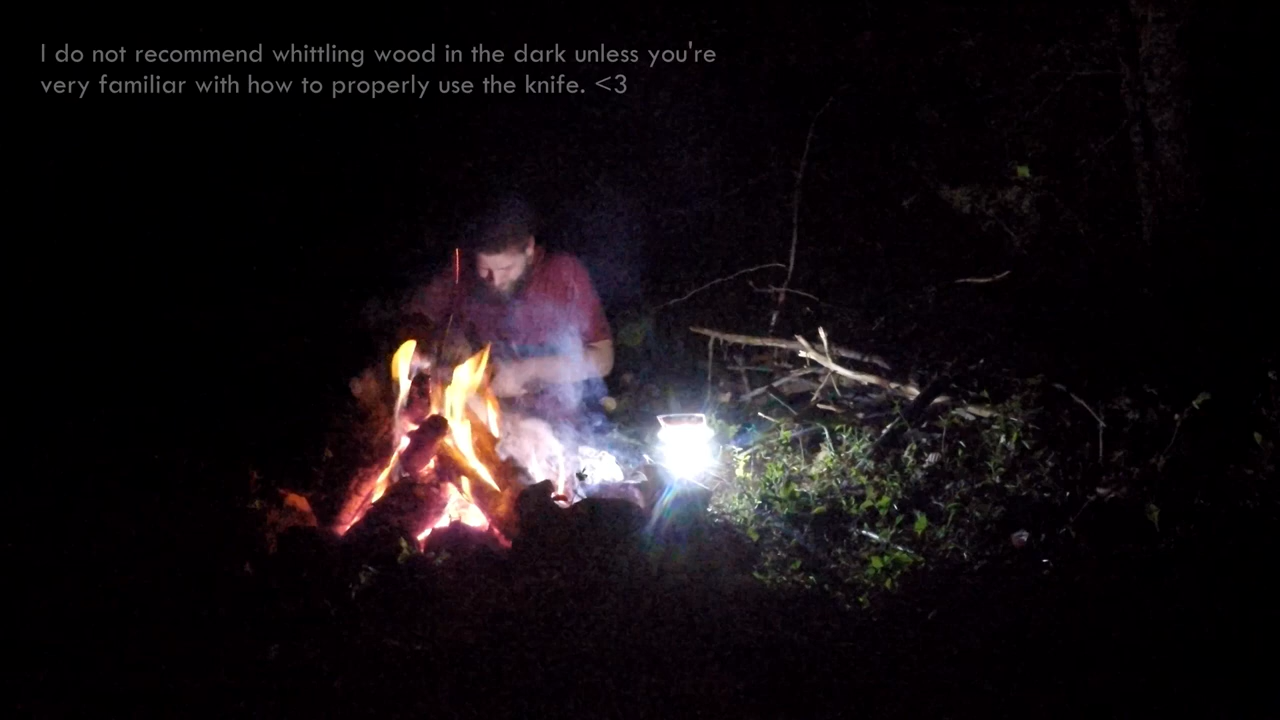 I do not recommend whittling wood in the dark unless you're
very familiar with how to properly use the knife. <3